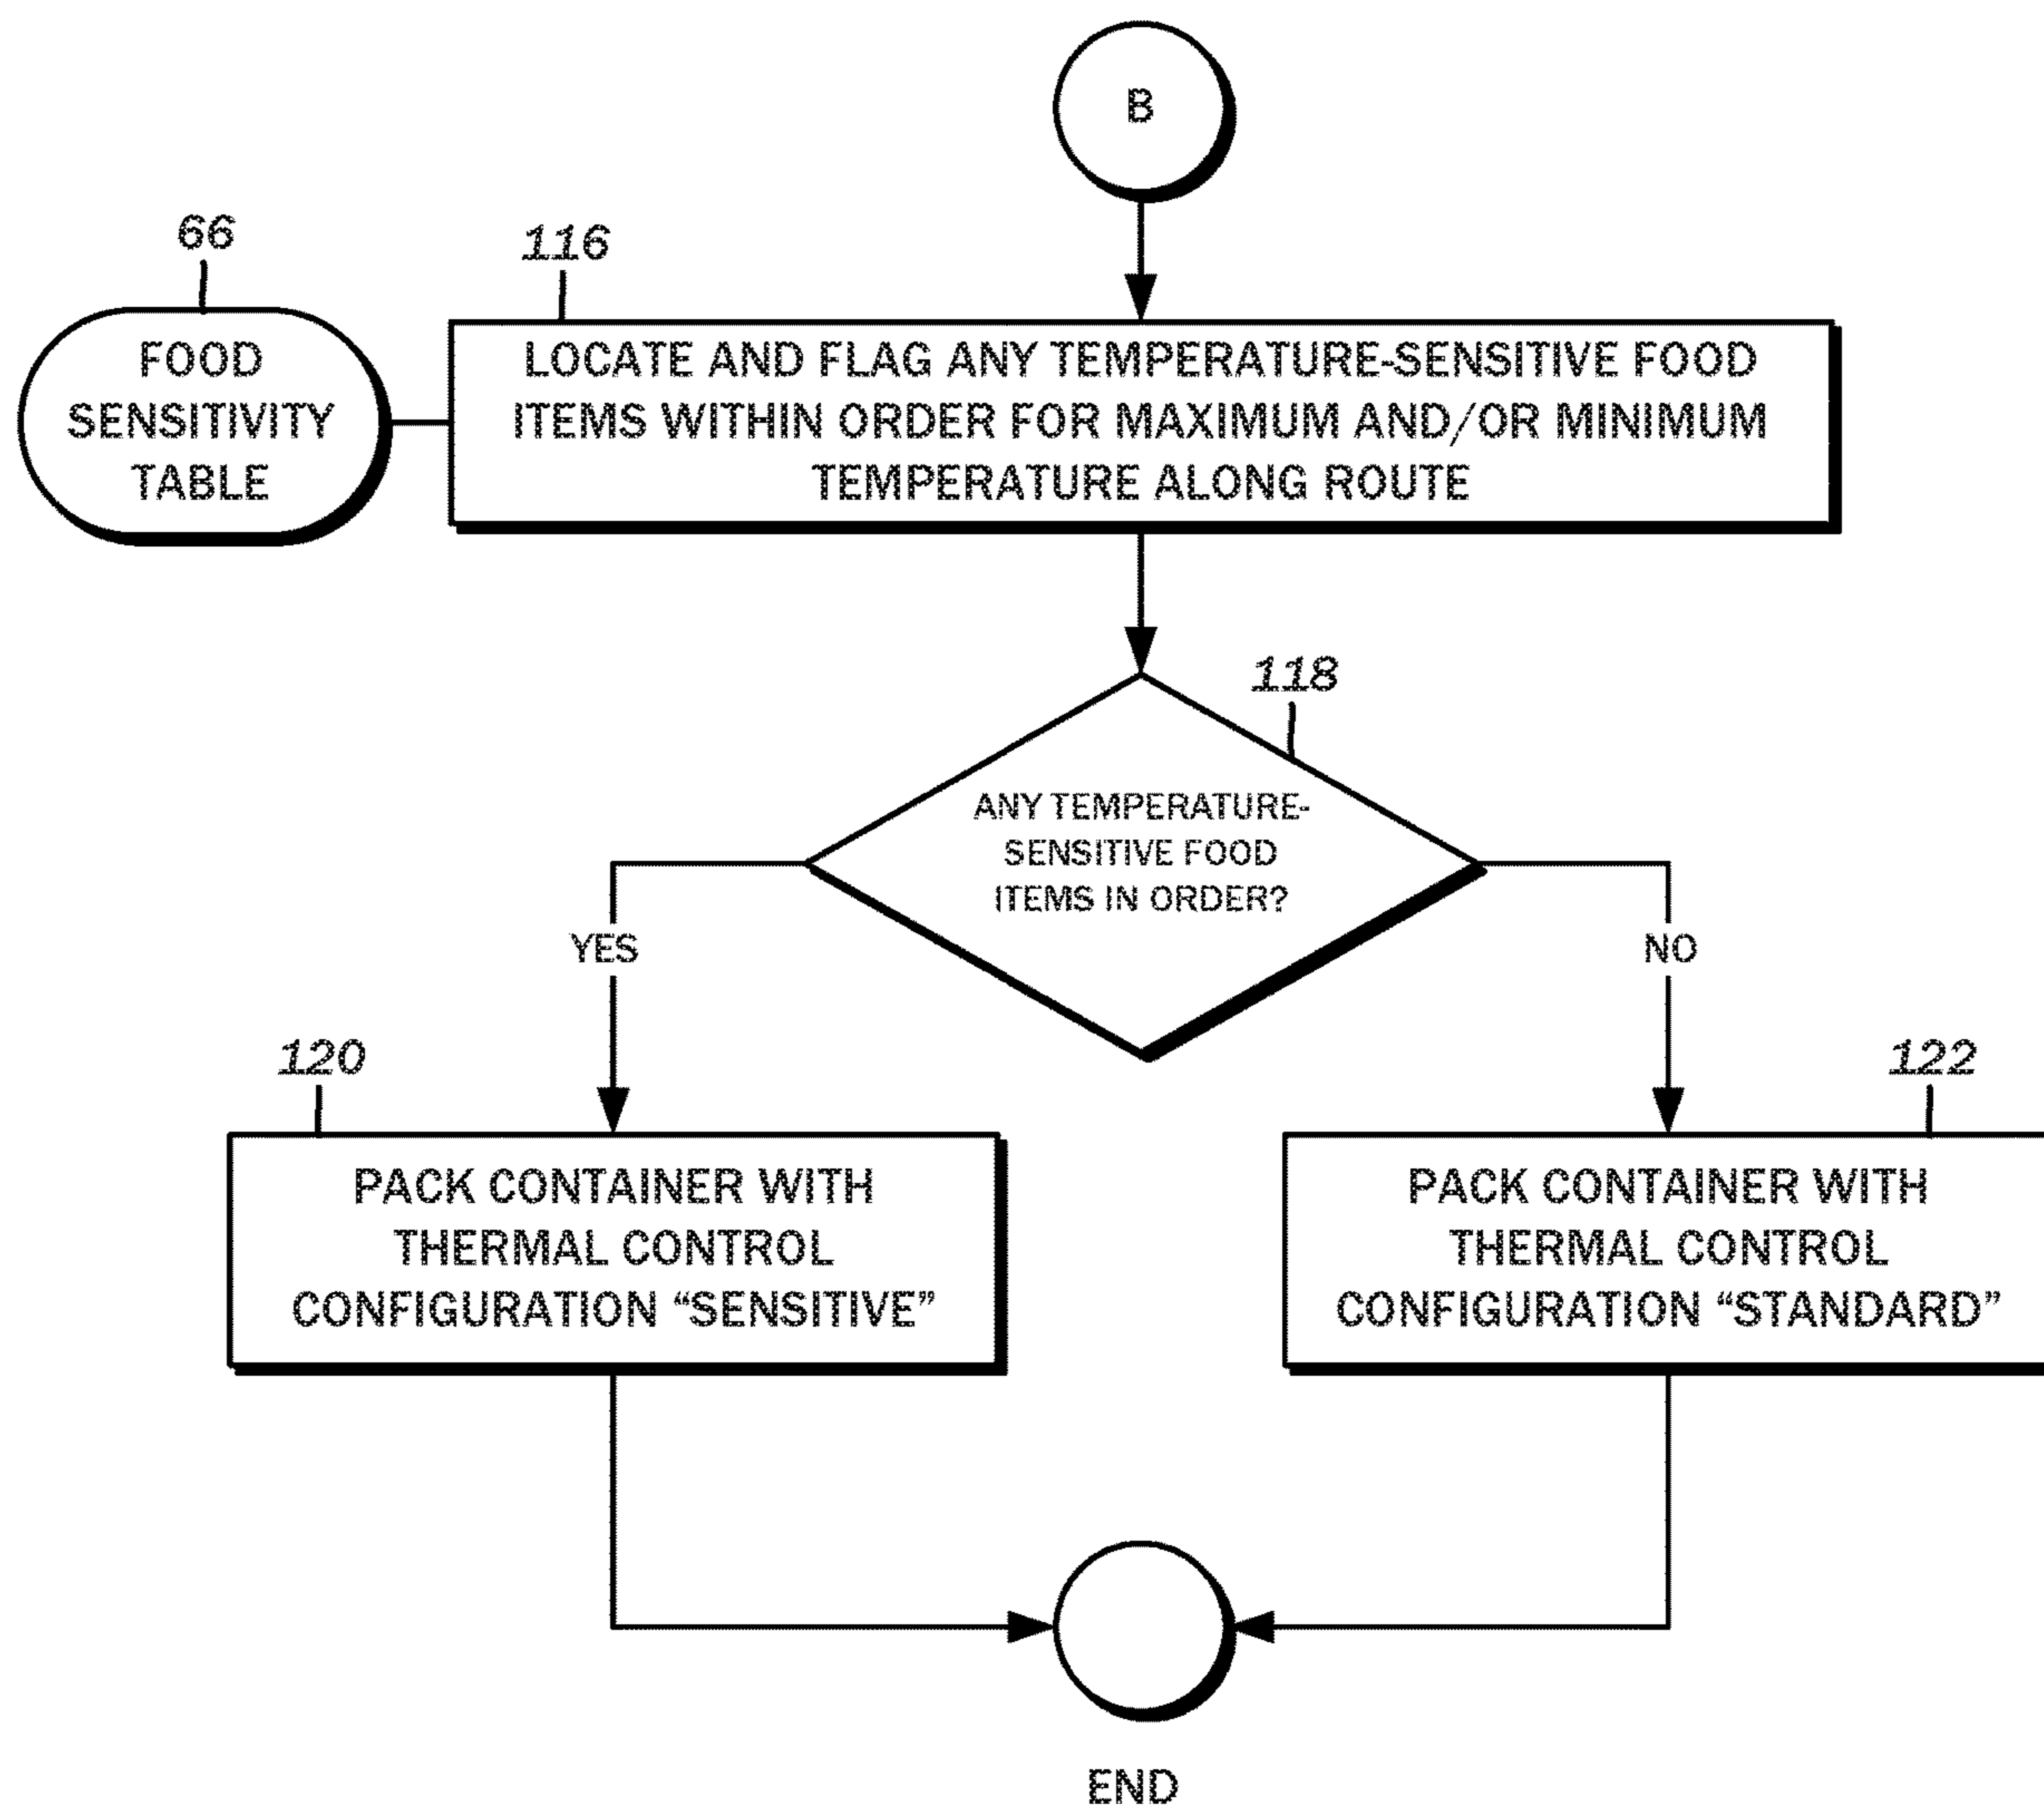 B
66
116
FOOD
SENSITIVITY
TABLE
LOCATE AND FLAG ANY TEMPERATURE-SENSITIVE FOOD
ITEMS WITHIN ORDER FOR MAXIMUM AND/OR MINIMUM
TEMPERATURE ALONG ROUTE
118
ANY TEMPERATURE-
SENSITIVE FOOD
ITEMS IN ORDER?
YES
NO
120
122
PACK CONTAINER WITH
THERMAL CONTROL
CONFIGURATION “SENSITIVE”
PACK CONTAINER WITH
THERMAL CONTROL
CONFIGURATION “STANDARD”
END